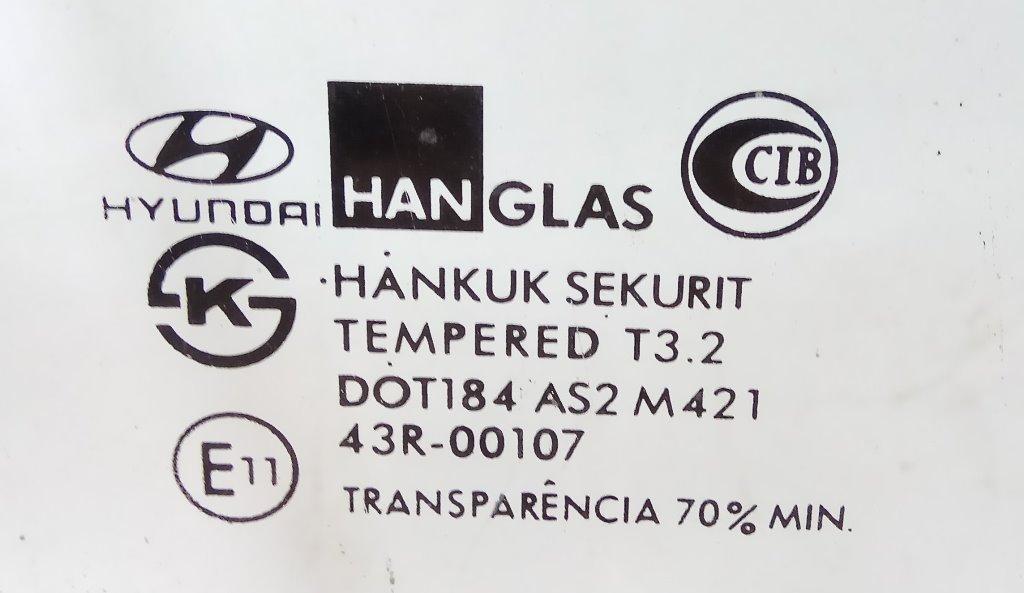 HYUNDAI
HANGLAS
CIB
K
HANKUK SEKURIT
TEMPERED T3.2
DOT184 AS2 M421
43R-00107
E11
TRANSPARÊNCIA 70% MIN.